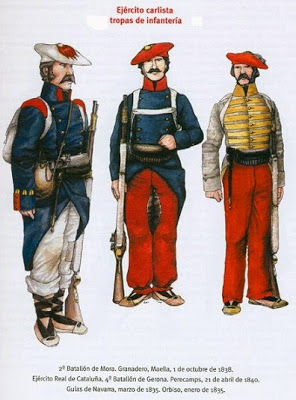 Ejército carlista
tropas de infantería
2º Batallón de Mora. Granadero, Maella, 1 de octubre de 1838.
Ejército Real de Cataluña, 4º Batallón de Gerona. Perecamps, 21 de abril de 1840.
Guías de Navarra, marzo de 1835. Orbiso, enero de 1835.